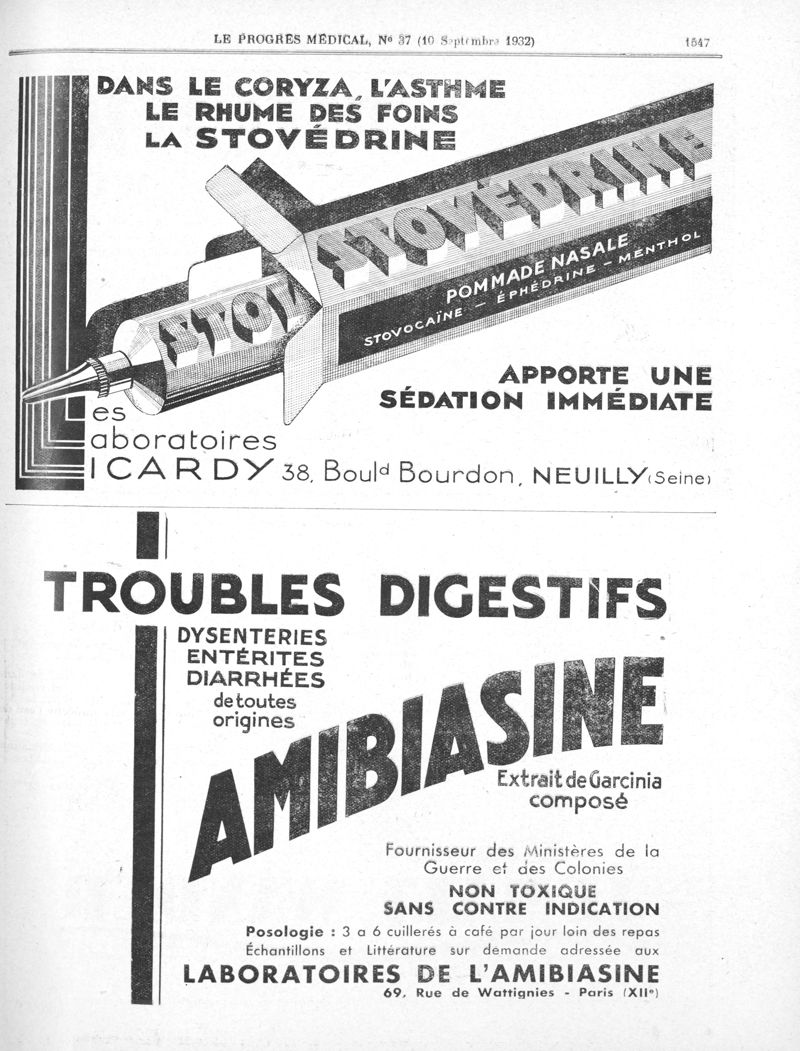 LE PROGRÈS MÉDICAL, No 37 (10 Septembre 1932) 1547
DANS LE CORYZA, L'ASTHME
LE RHUME DES FOINS
LA STOVÉDRINE
STOVÉDRINE
STOV
POMMADE NASALE
STOVOCAÏNE – ÉPHÉDRINE – MENTHOL
APPORTE UNE
SÉDATION IMMÉDIATE
Les
Laboratoires
LICARDY 38, Bould Bourdon, NEUILLY (Seine)
TROUBLES DIGESTIFS
DYSENTERIES
ENTÉRITES
DIARRHÉES
de toutes
origines
AMIBIASINE
Extrait de Garcinia
composé
Fournisseur des Ministères de la
Guerre et des Colonies
NON TOXIQUE
SANS CONTRE INDICATION
Posologie : 3 a 6 cuillerés à café par jour loin des repas
Échantillons et Littérature sur demande adressée aux
LABORATOIRES DE L'AMIBIASINE
69, Rue de Wattignies - Paris (XIIe)